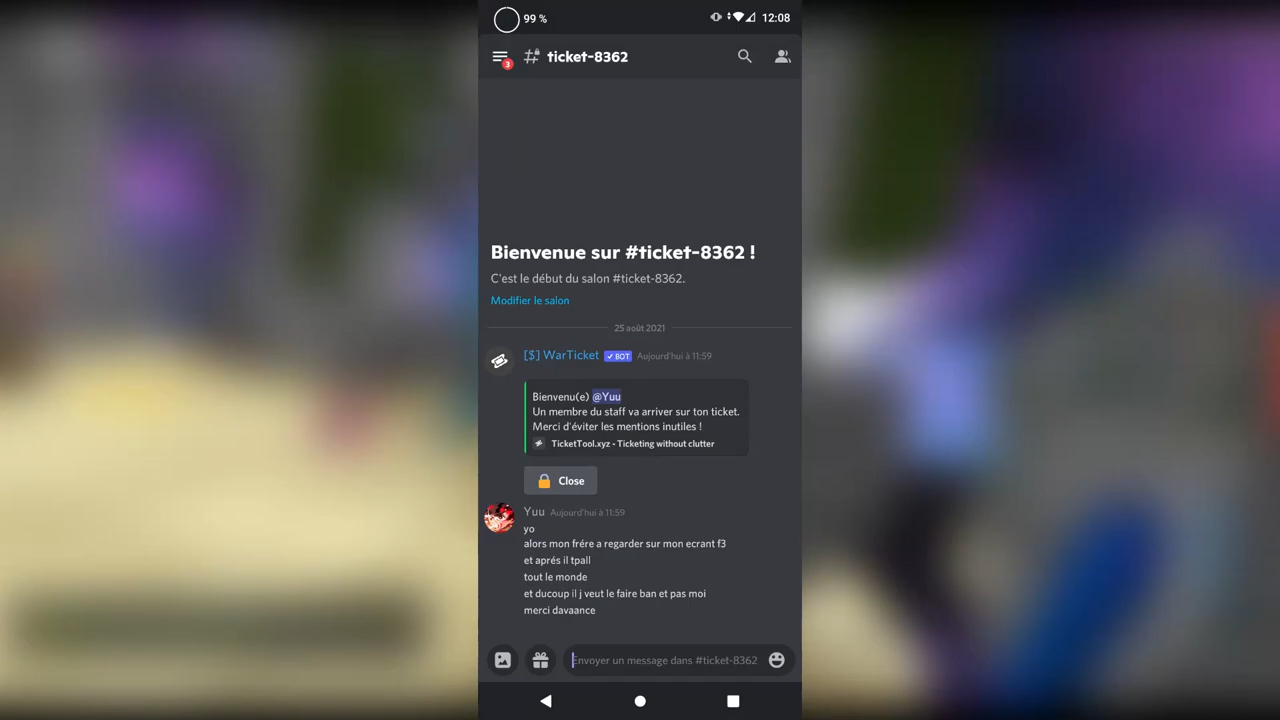 99 %
12:08
3
ticket-8362
Bienvenue sur #ticket-8362 !
C'est le début du salon #ticket-8362.
Modifier le salon
25 août 2021
[$] WarTicket ✓ BOT Aujourd'hui à 11:59
Bienvenu(e) @Yuu
Un membre du staff va arriver sur ton ticket.
Merci d'éviter les mentions inutiles !
TicketTool.xyz - Ticketing without clutter
Close
Yuu Aujourd'hui à 11:59
yo
alors mon frére a regarder sur mon ecrant f3
et aprés il tpall
tout le monde
et ducoup il j veut le faire ban et pas moi
merci davaance
Envoyer un message dans #ticket-8362